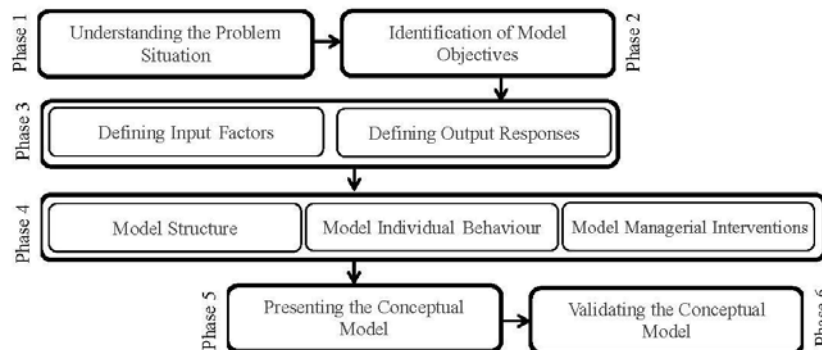 Phase 1
Understanding the Problem
Situation
Identification of Model
Objectives
Phase 2
Phase 3
Defining Input Factors
Defining Output Responses
Phase 4
Model Structure
Model Individual Behaviour
Model Managerial Interventions
Phase 5
Presenting the Conceptual
Model
Validating the Conceptual
Model
Phase 6